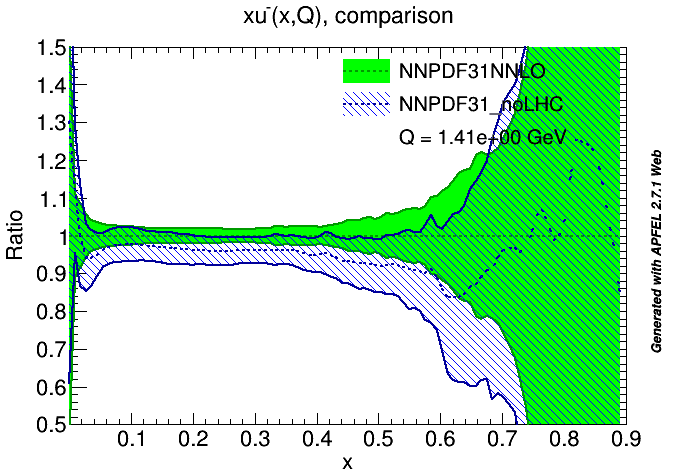 xu⁻(x,Q), comparison
NNPDF31NNLO
NNPDF31_noLHC
Q = 1.41e+00 GeV
Ratio
1.5
1.4
1.3
1.2
1.1
1
0.9
0.8
0.7
0.6
0.5
0.1 0.2 0.3 0.4 0.5 0.6 0.7 0.8 0.9
x
Generated with APFEL 2.7.1 Web